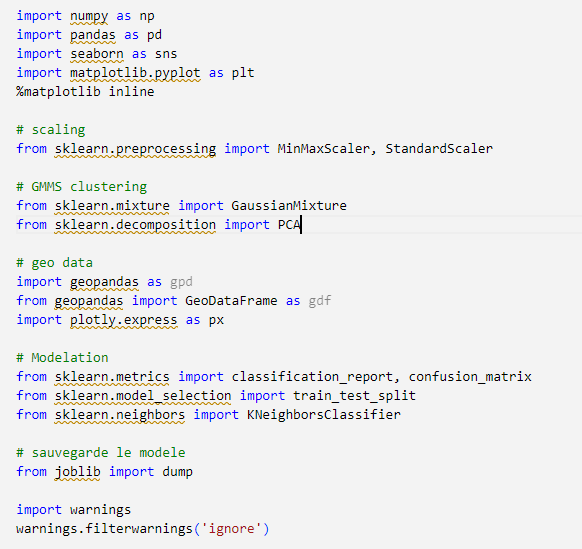 import numpy as np
import pandas as pd
import seaborn as sns
import matplotlib.pyplot as plt
%matplotlib inline
# scaling
from sklearn.preprocessing import MinMaxScaler, StandardScaler
# GMMS clustering
from sklearn.mixture import GaussianMixture
from sklearn.decomposition import PCA
# geo data
import geopandas as gpd
from geopandas import GeoDataFrame as gdf
import plotly.express as px
# Modelation
from sklearn.metrics import classification_report, confusion_matrix
from sklearn.model_selection import train_test_split
from sklearn.neighbors import KNeighborsClassifier
# sauvegarde le modele
from joblib import dump
import warnings
warnings.filterwarnings('ignore')